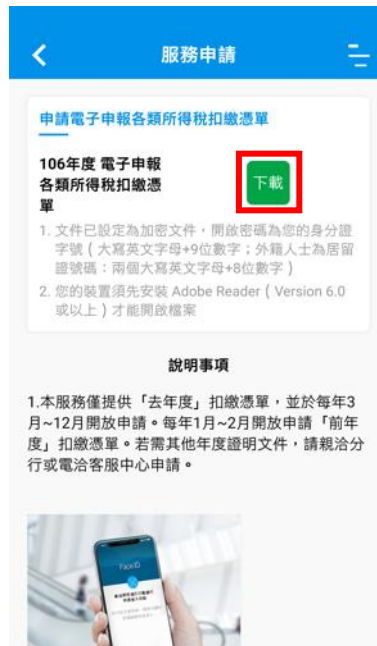 服務申請
申請電子申報各類所得稅扣繳憑單
106年度 電子申報
各類所得稅扣繳憑
單
下載
1. 文件已設定為加密文件，開啟密碼為您的身分證
字號 ( 大寫英文字母+9位數字；外籍人士為居留
證號碼：兩個大寫英文字母+8位數字 )
2. 您的裝置須先安裝 Adobe Reader ( Version 6.0
或以上 ) 才能開啟檔案
說明事項
1.本服務僅提供「去年度」扣繳憑單，並於每年3
月~12月開放申請。每年1月~2月開放申請「前年
度」扣繳憑單。若需其他年度證明文件，請親洽分
行或電洽客服中心申請。
Face ID